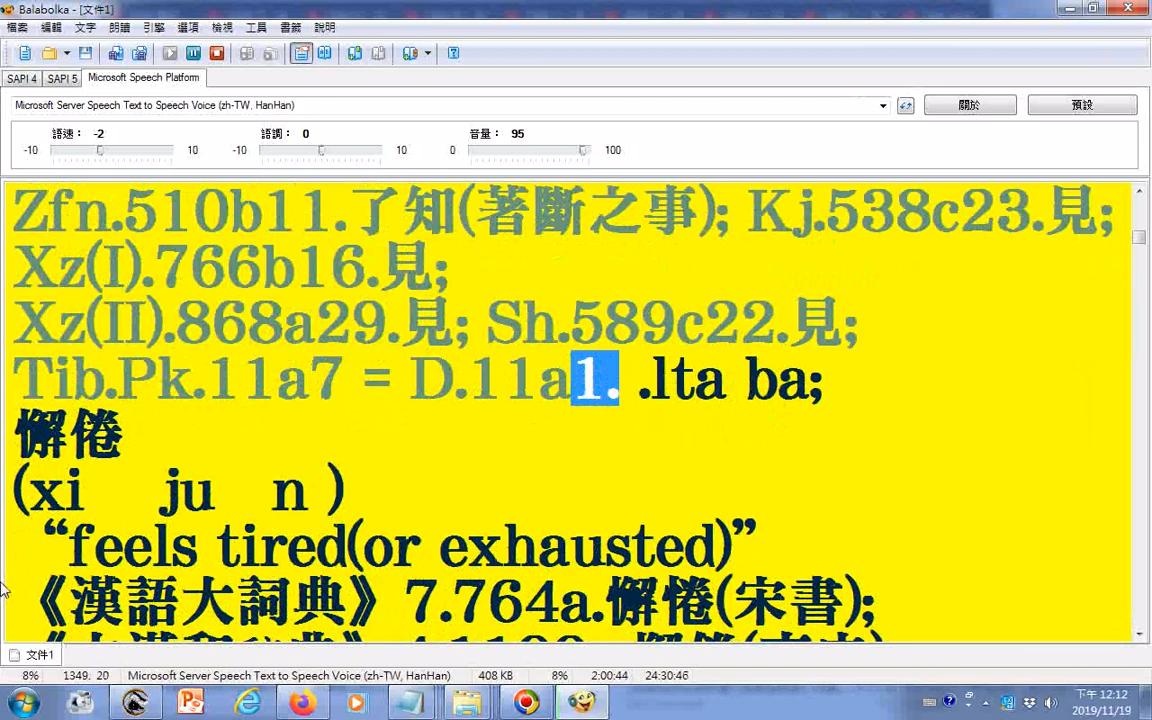 Balabolka - [文件1]
檔案 編輯 文字 朗讀 引擎 選項 檢視 工具 書籤 說明
SAPI 4 SAPI 5 Microsoft Speech Platform
Microsoft Server Speech Text to Speech Voice (zh-TW, HanHan) 關於 預設
語速： -2 語調： 0 音量： 95
-10 10 -10 10 0 100
Zfn.510b11.了知(著斷之事); Kj.538c23.見;
Xz(I).766b16.見;
Xz(II).868a29.見; Sh.589c22.見;
Tib.Pk.11a7 = D.11a1. .lta ba;
懈倦
(xi ju n )
“feels tired(or exhausted)”
《漢語大詞典》7.764a.懈倦(宋書);
文件1
8% 1349. 20 Microsoft Server Speech Text to Speech Voice (zh-TW, HanHan) 408 KB 8% 2:00:44 24:30:46
下午 12:12
2019/11/19